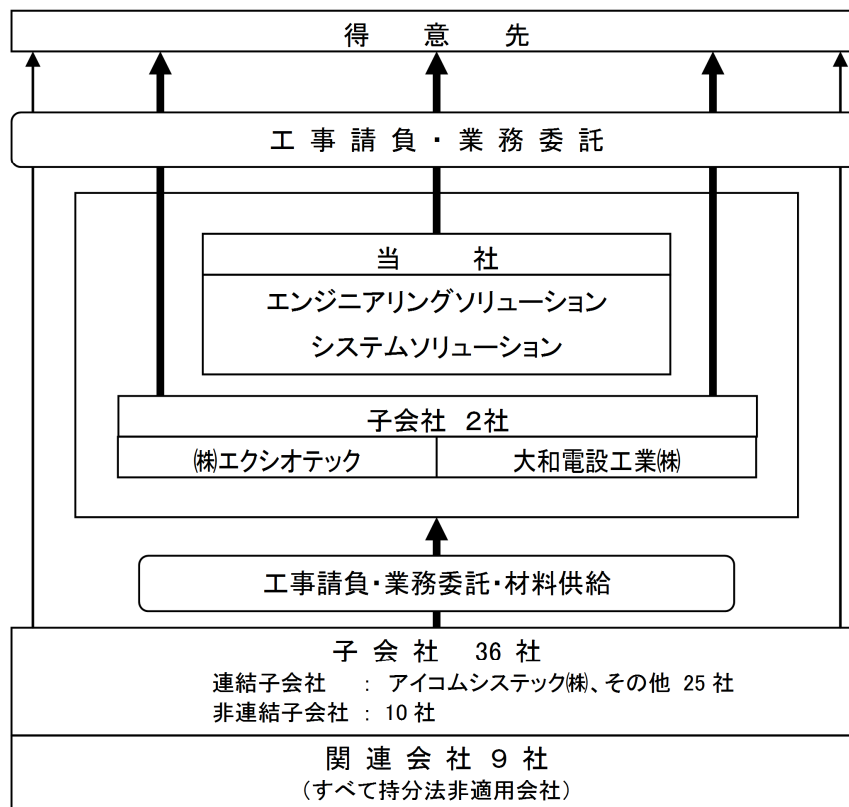 得 意 先
工 事 請 負 ・ 業 務 委 託
当 社
エンジニアリングソリューション
システムソリューション
子会社 2社
㈱エクシオテック 大和電設工業㈱
工事請負・業務委託・材料供給
子 会 社 36 社
連結子会社 : アイコムシステック㈱、その他 25 社
非連結子会社 : 10 社
関 連 会 社 9 社
(すべて持分法非適用会社)